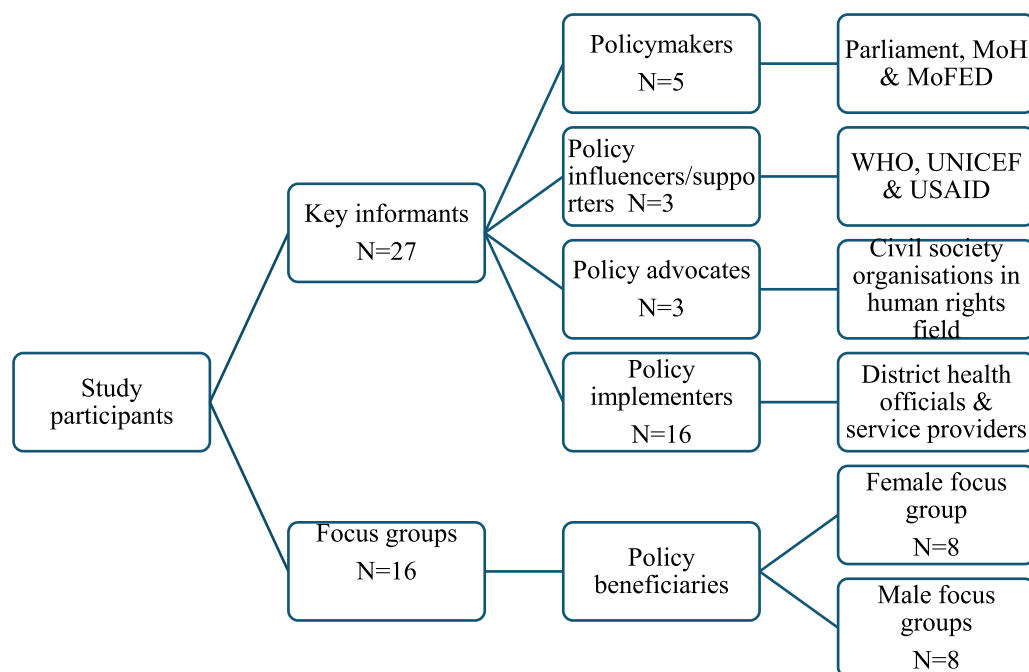 Study
participants
Key informants
N=27
Focus groups
N=16
Policymakers
N=5
Policy
influencers/suppo
rters N=3
Policy advocates
N=3
Policy
implementers
N=16
Policy
beneficiaries
Parliament, MoH
& MoFED
WHO, UNICEF
& USAID
Civil society
organisations in
human rights
field
District health
officials &
service providers
Female focus
group
N=8
Male focus
groups
N=8